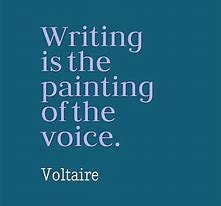 Writing
is the
painting
of the
voice.
Voltaire